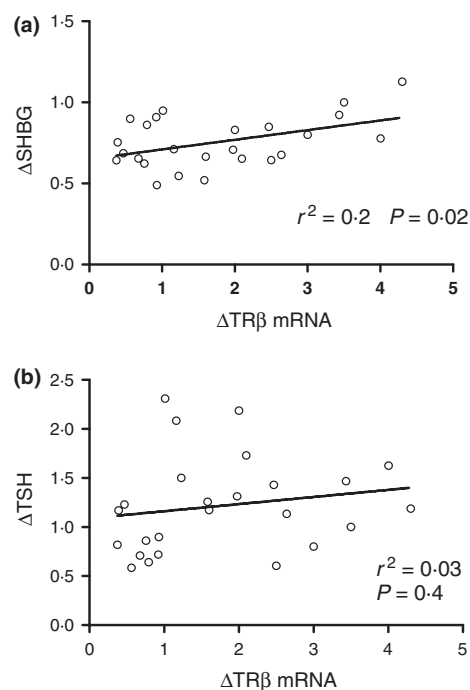 (a)
1·5
1·0
0·5
0·0
ΔSHBG
r² = 0·2 P = 0·02
0 1 2 3 4 5
ΔTRβ mRNA
(b)
2·5
2·0
1·5
1·0
0·5
0·0
ΔTSH
r² = 0·03
P = 0·4
0 1 2 3 4 5
ΔTRβ mRNA